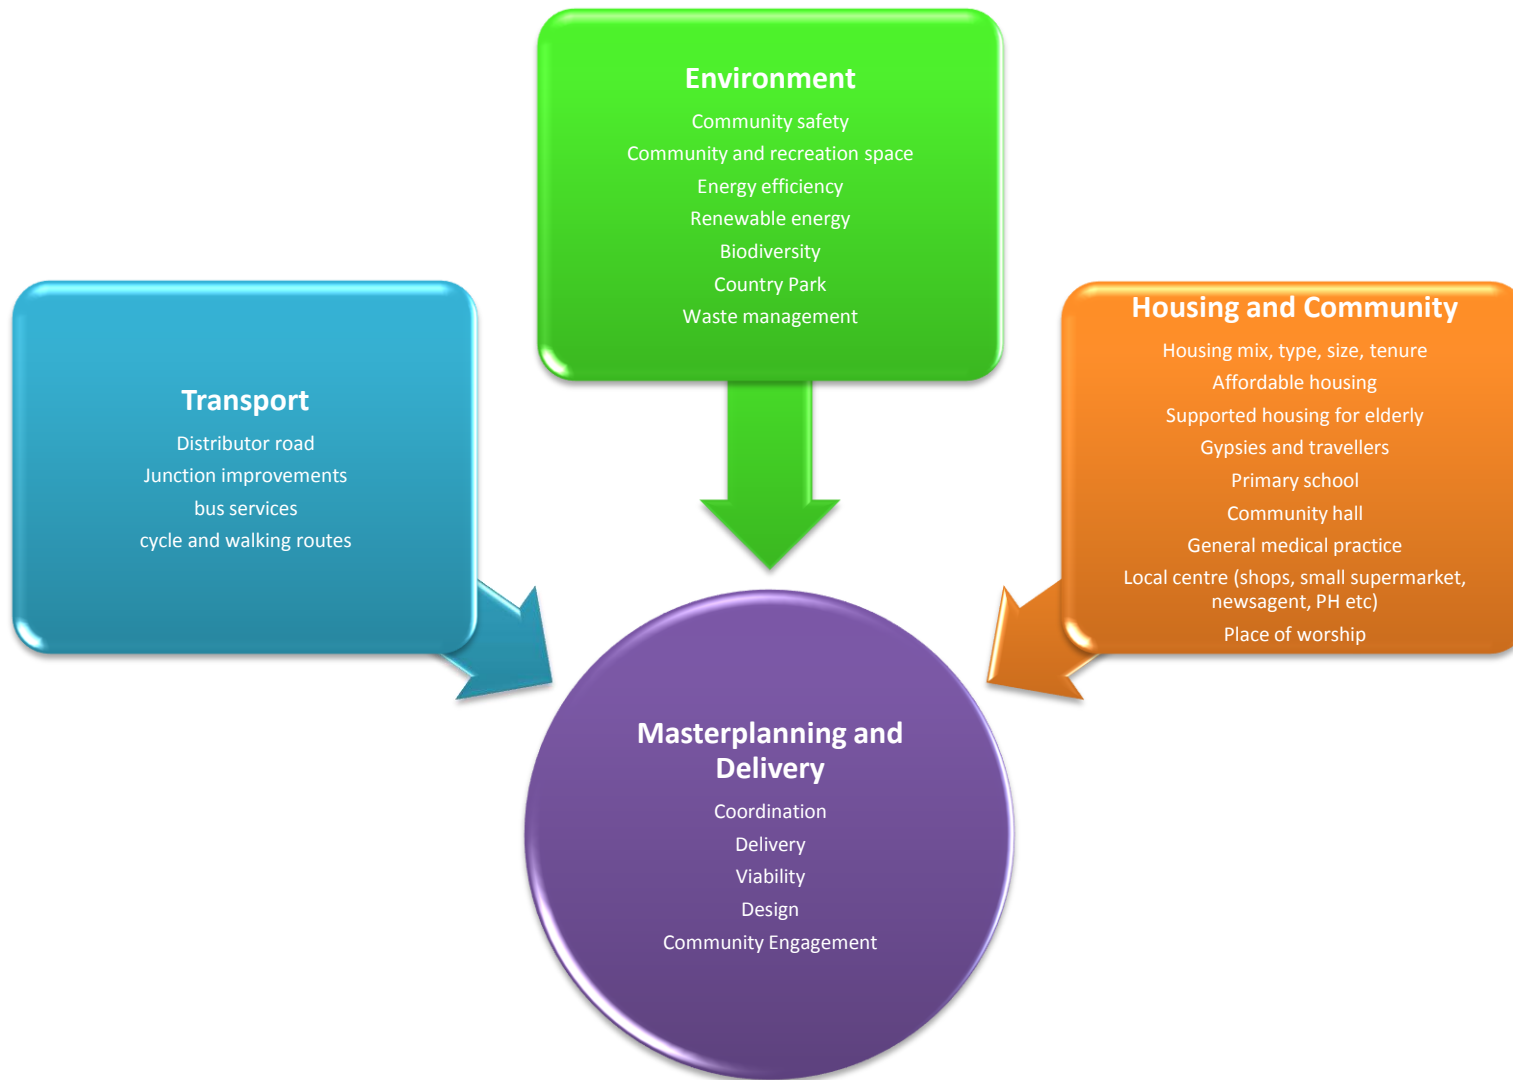 Environment
Community safety
Community and recreation space
Energy efficiency
Renewable energy
Biodiversity
Country Park
Waste management
Transport
Distributor road
Junction improvements
bus services
cycle and walking routes
Housing and Community
Housing mix, type, size, tenure
Affordable housing
Supported housing for elderly
Gypsies and travellers
Primary school
Community hall
General medical practice
Local centre (shops, small supermarket,
newsagent, PH etc)
Place of worship
Masterplanning and
Delivery
Coordination
Delivery
Viability
Design
Community Engagement